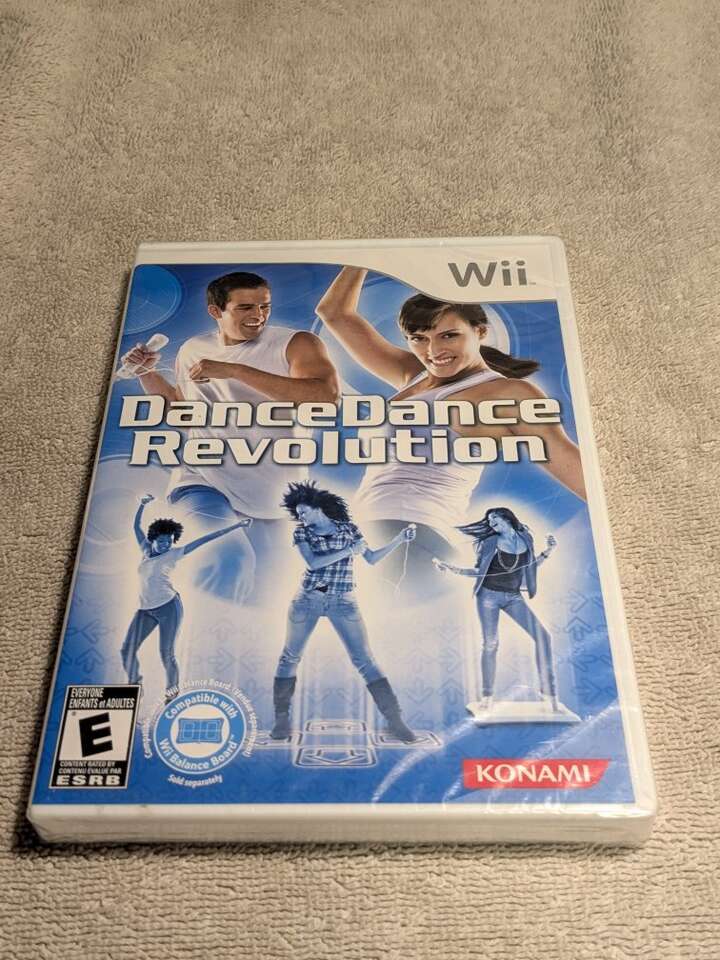 Wii
DanceDance
Revolution
EVERYONE
ENFANTS et ADULTES
E
CONTENT RATED BY
CONTENU ÉVALUÉ PAR
ESRB
Compatible with
Wii Balance Board™
Sold separately
KONAMI